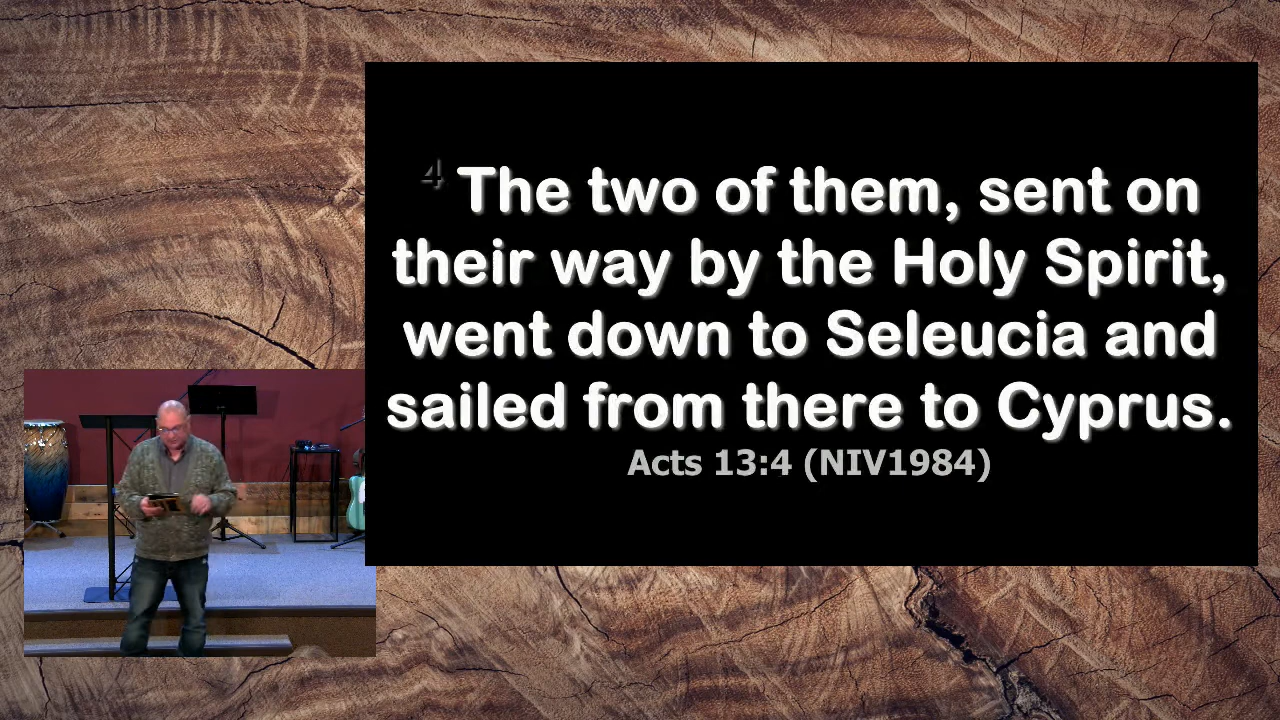 4 The two of them, sent on
their way by the Holy Spirit,
went down to Seleucia and
sailed from there to Cyprus.
Acts 13:4 (NIV1984)